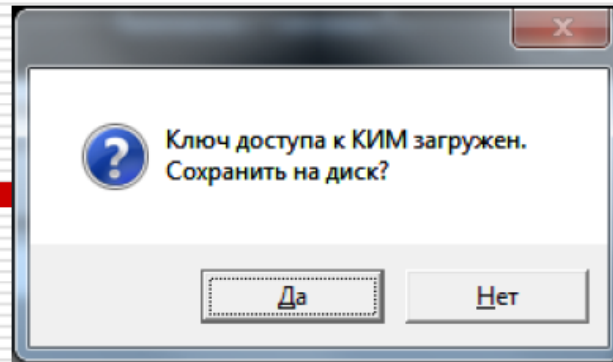 Ключ доступа к КИМ загружен.
Сохранить на диск?
Да
Нет